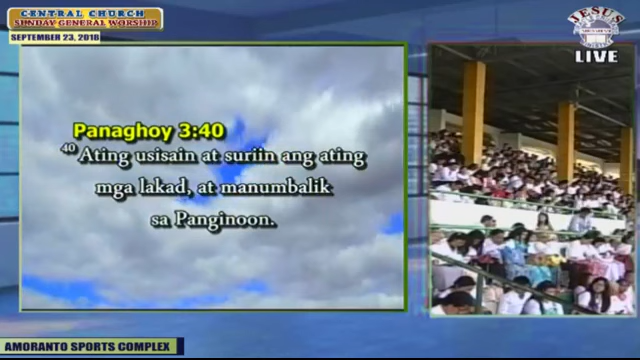 CENTRAL CHURCH
SUNDAY GENERAL WORSHIP
SEPTEMBER 23, 2018
JESUS
LIVE
Panaghoy 3:40
40 Ating usisain at suriin ang ating
mga lakad, at manumbalik
sa Panginoon.
AMORANTO SPORTS COMPLEX